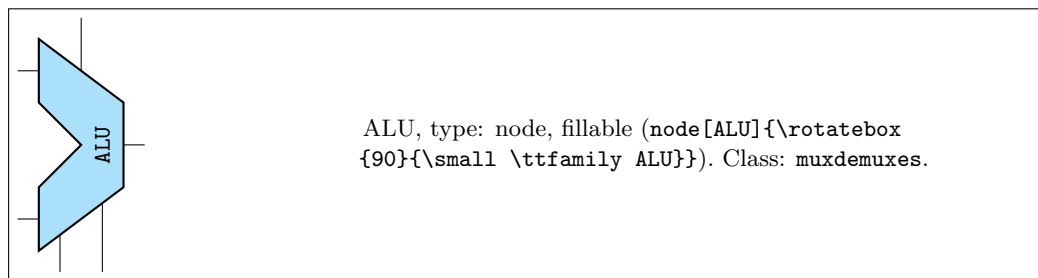 ALU
ALU, type: node, fillable (node[ALU]{\rotatebox
{90}{\small \ttfamily ALU}}). Class: muxdemuxes.